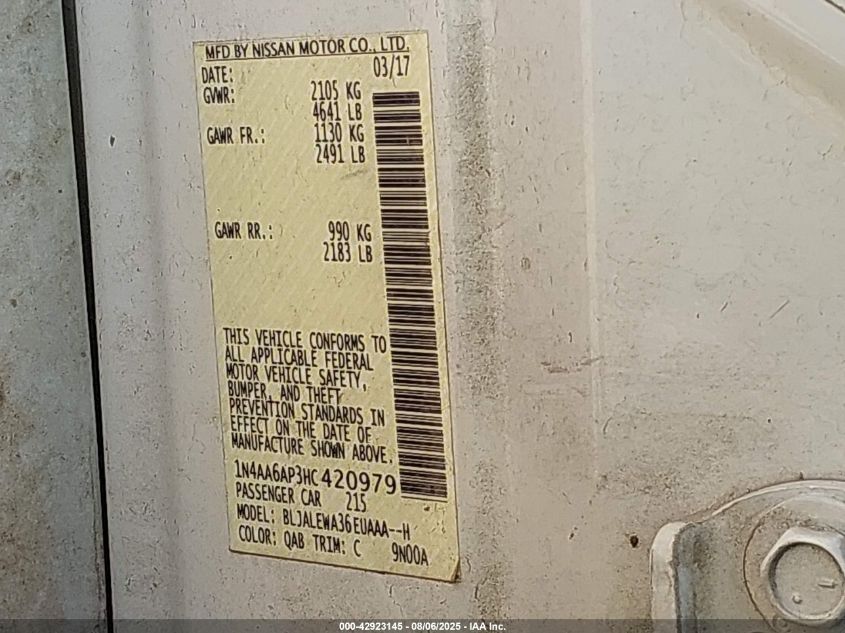 MFD BY NISSAN MOTOR CO., LTD.
DATE: 03/17
GVWR: 2105 KG
4641 LB
GAWR FR.: 1130 KG
2491 LB
GAWR RR.: 990 KG
2183 LB
THIS VEHICLE CONFORMS TO
ALL APPLICABLE FEDERAL
MOTOR VEHICLE SAFETY,
BUMPER, AND THEFT
PREVENTION STANDARDS IN
EFFECT ON THE DATE OF
MANUFACTURE SHOWN ABOVE.
1N4AA6AP3HC420979
PASSENGER CAR 215
MODEL: BLJALEWA36EUAAA--H
COLOR: QAB TRIM: C 9N00A
000-42923145 - 08/06/2025 - IAA Inc.